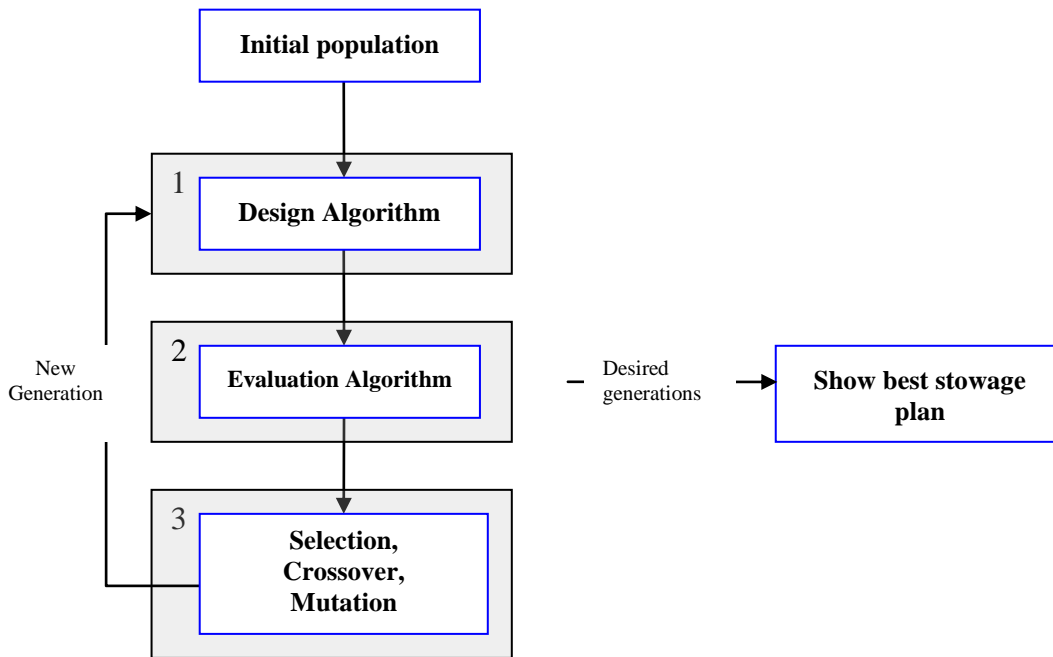 Initial population
1
Design Algorithm
2
Evaluation Algorithm
New
Generation
Desired
generations
Show best stowage
plan
3
Selection,
Crossover,
Mutation